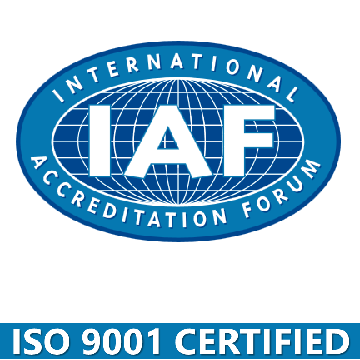 INTERNATIONAL
IAF
ACCREDITATION FORUM
ISO 9001 CERTIFIED